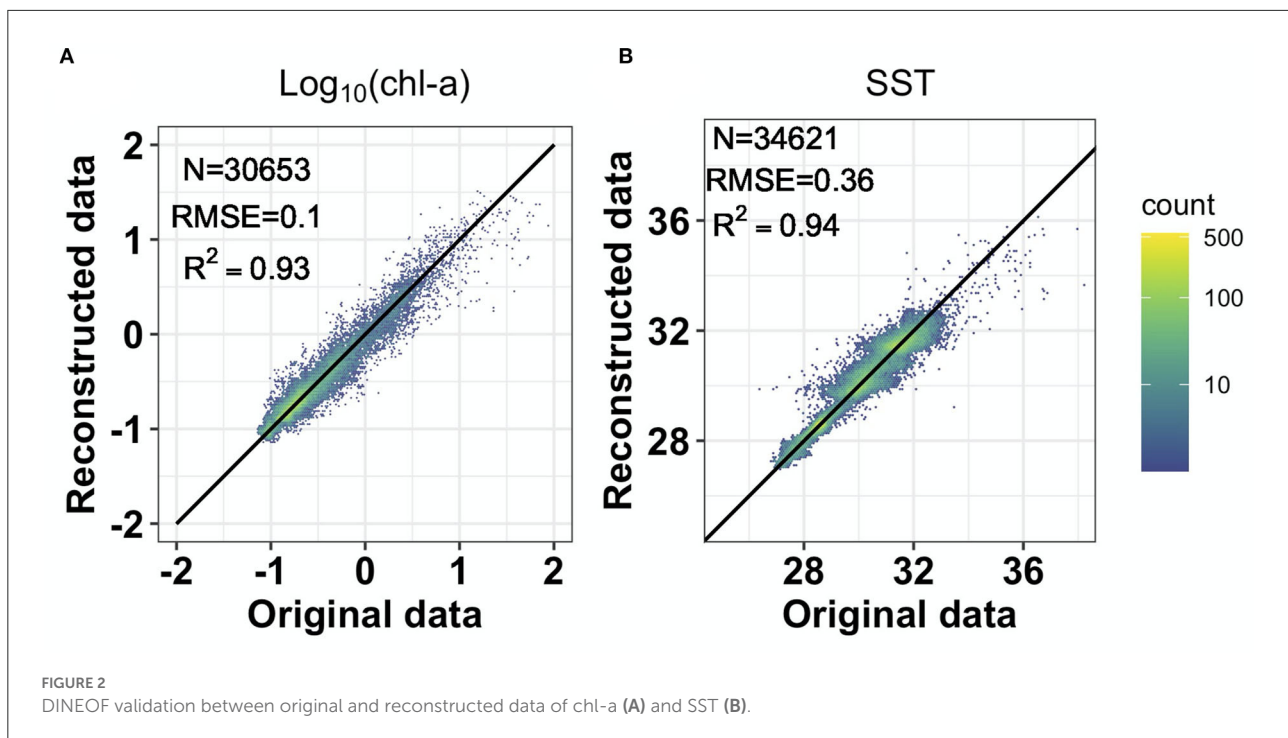 A
Log₁₀(chl-a)
N=30653
RMSE=0.1
R² = 0.93
Reconstructed data
2
1
0
-1
-2
-2 -1 0 1 2
Original data
B
SST
N=34621
RMSE=0.36
R² = 0.94
Reconstructed data
36
32
28
28 32 36
Original data
count
500
100
10
FIGURE 2
DINEOF validation between original and reconstructed data of chl-a (A) and SST (B).